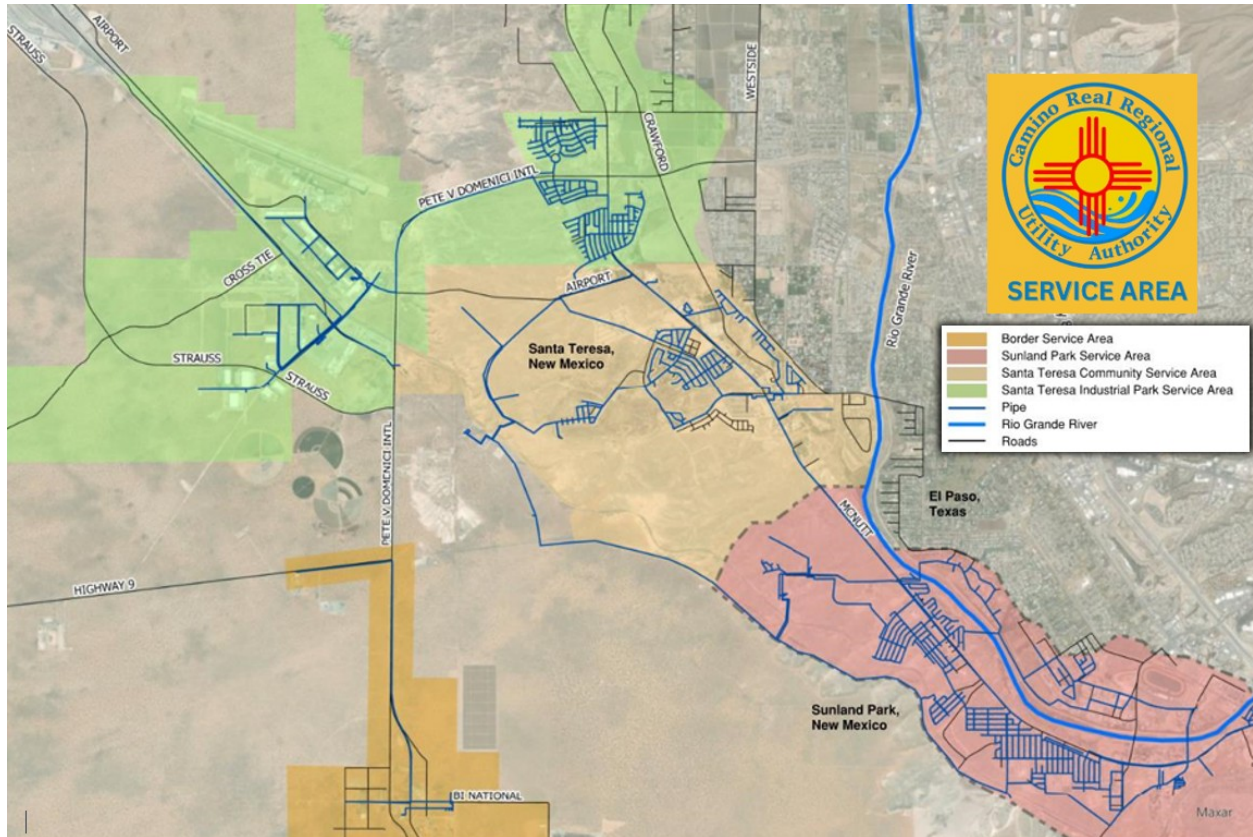 STRAUSS
AIRPORT
WESTSIDE
CRAWFORD
PETE V DOMENICI INTL
CROSS TIE
AIRPORT
Rio Grande River
Camino Real Regional
Utility Authority
SERVICE AREA
Border Service Area
Sunland Park Service Area
Santa Teresa Community Service Area
Santa Teresa Industrial Park Service Area
Pipe
Rio Grande River
Roads
Santa Teresa,
New Mexico
STRAUSS
STRAUSS
PETE V DOMENICI INTL
MCNUTT
El Paso,
Texas
HIGHWAY 9
Sunland Park,
New Mexico
BI NATIONAL
Maxar